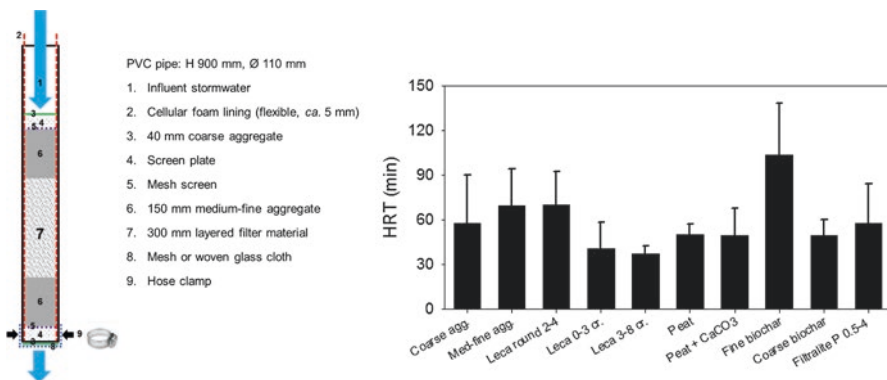 2
1
3
4
5
6
7
6
5
4
9
8
PVC pipe: H 900 mm, Ø 110 mm
1. Influent stormwater
2. Cellular foam lining (flexible, ca. 5 mm)
3. 40 mm coarse aggregate
4. Screen plate
5. Mesh screen
6. 150 mm medium-fine aggregate
7. 300 mm layered filter material
8. Mesh or woven glass cloth
9. Hose clamp
HRT (min)
150
120
90
60
30
0
Coarse agg.
Med-fine agg.
Leca round 2-4
Leca 0-3 cr.
Leca 3-8 cr.
Peat
Peat + CaCO3
Fine biochar
Coarse biochar
Filtralite P 0.5-4